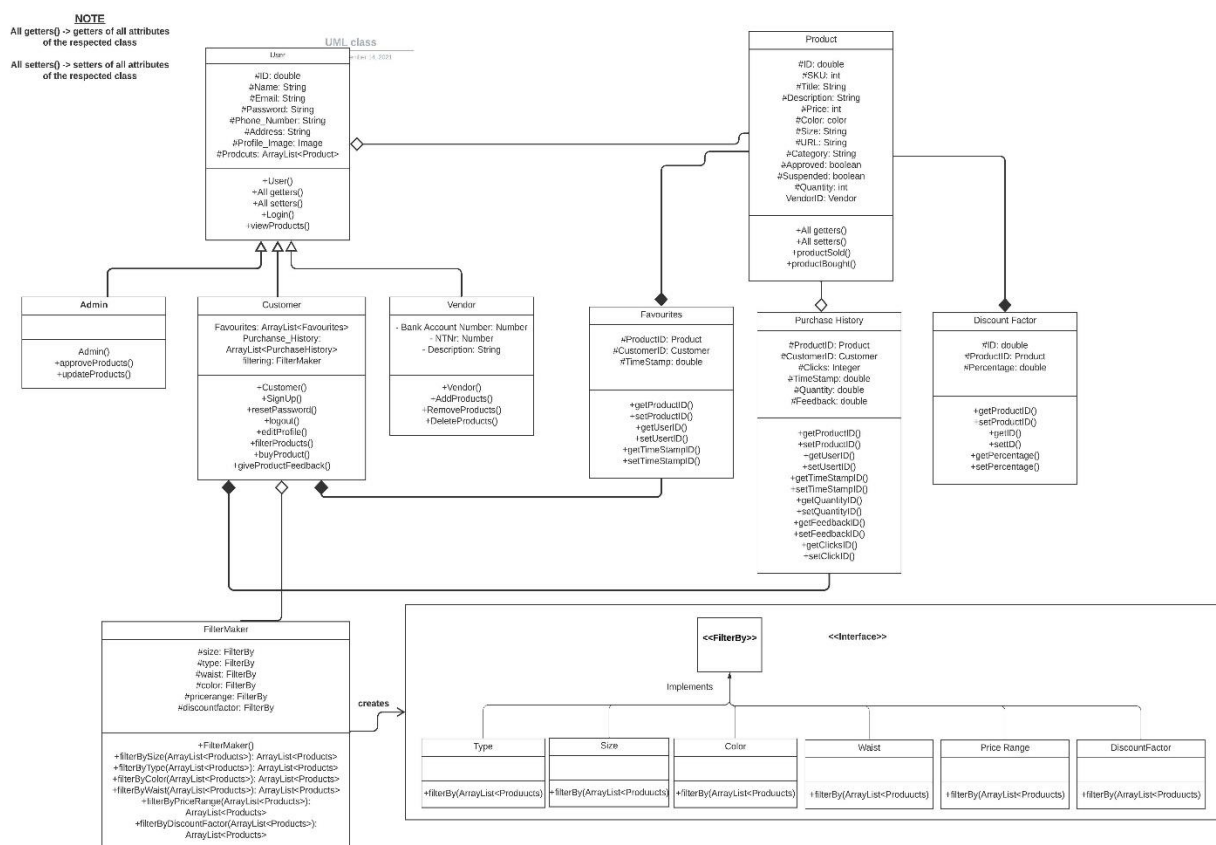 NOTE
All getters() -> getters of all attributes
of the respected class
All setters() -> setters of all attributes
of the respected class
UML class
User
#ID: double
#Name: String
#Email: String
#Password: String
#Phone_Number: String
#Address: String
#Profile_Image: Image
#Prodcuts: ArrayList<Product>
+User()
+All getters()
+All setters()
+Login()
+viewProducts()
Product
#ID: double
#SKU: int
#Title: String
#Description: String
#Price: int
#Color: color
#Size: String
#URL: String
#Category: String
#Approved: boolean
#Suspended: boolean
#Quantity: int
VendorID: Vendor
+All getters()
+All setters()
+productSold()
+productBought()
Admin
Admin()
+approveProducts()
+updateProducts()
Customer
Favourites: ArrayList<Favourites>
Purchanse_History:
ArrayList<PurchaseHistory>
filtering: FilterMaker
+Customer()
+SignUp()
+resetPassword()
+logout()
+editProfile()
+filterProducts()
+buyProduct()
+giveProductFeedback()
Vendor
- Bank Account Number: Number
- NTNr: Number
- Description: String
+Vendor()
+AddProducts()
+RemoveProducts()
+DeleteProducts()
Favourites
#ProductID: Product
#CustomerID: Customer
#TimeStamp: double
+getProductID()
+setProductID()
+getUserID()
+setUserID()
+getTimeStampID()
+setTimeStampID()
Purchase History
#ProductID: Product
#CustomerID: Customer
#Clicks: Integer
#TimeStamp: double
#Quantity: double
#Feedback: double
+getProductID()
+setProductID()
+getUserID()
+setUsertID()
+getTimeStampID()
+setTimeStampID()
+getQuantityID()
+setQuantityID()
+getFeedbackID()
+setFeedbackID()
+getClicksID()
+setClickID()
Discount Factor
#ID: double
#ProductID: Product
#Percentage: double
+getProductID()
+setProductID()
+getID()
+setID()
+getPercentage()
+setPercentage()
FilterMaker
#size: FilterBy
#type: FilterBy
#waist: FilterBy
#color: FilterBy
#pricerange: FilterBy
#discountfactor: FilterBy
+FilterMaker()
+filterBySize(ArrayList<Products>): ArrayList<Products>
+filterByType(ArrayList<Products>): ArrayList<Products>
+filterByColor(ArrayList<Products>): ArrayList<Products>
+filterByWaist(ArrayList<Products>): ArrayList<Products>
+filterByPriceRange(ArrayList<Products>):
ArrayList<Products>
+filterByDiscountFactor(ArrayList<Products>):
ArrayList<Products>
creates
<<FilterBy>>
<<Interface>>
Implements
Type
+filterBy(ArrayList<Produucts)
Size
+filterBy(ArrayList<Produucts)
Color
+filterBy(ArrayList<Produucts)
Waist
+filterBy(ArrayList<Produucts)
Price Range
+filterBy(ArrayList<Produucts)
DiscountFactor
+filterBy(ArrayList<Produucts)